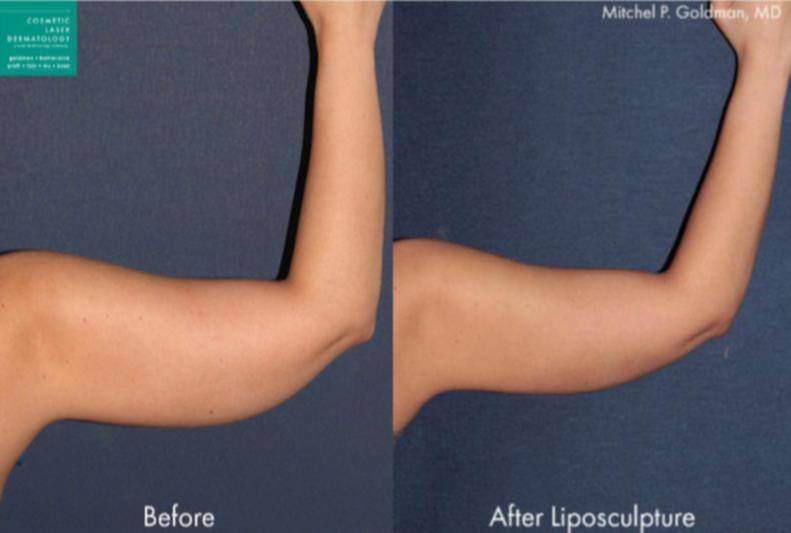 COSMETIC
LASER
DERMATOLOGY
Mitchel P. Goldman, MD
Before
After Liposculpture